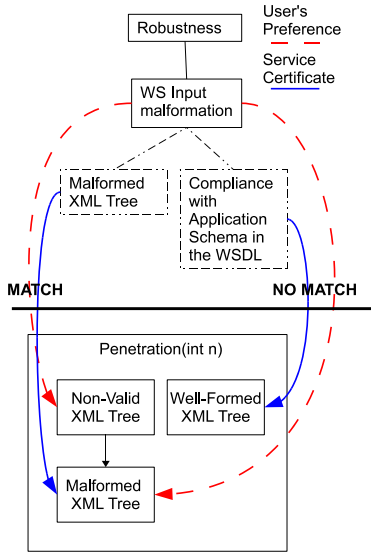 User's
Preference
Service
Certificate
Robustness
WS Input
malformation
Malformed
XML Tree
Compliance
with
Application
Schema in
the WSDL
MATCH
NO MATCH
Penetration(int n)
Non-Valid
XML Tree
Well-Formed
XML Tree
Malformed
XML Tree